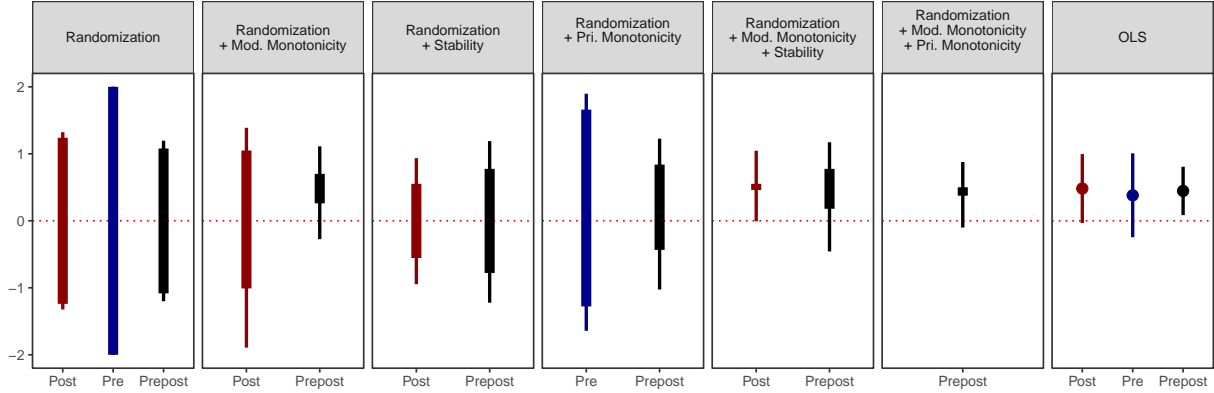 Randomization
Randomization
+ Mod. Monotonicity
Randomization
+ Stability
Randomization
+ Pri. Monotonicity
Randomization
+ Mod. Monotonicity
+ Stability
Randomization
+ Mod. Monotonicity
+ Pri. Monotonicity
OLS
2
1
0
−1
−2
Post Pre Prepost
Post Prepost
Post Prepost
Pre Prepost
Post Prepost
Prepost
Post Pre Prepost